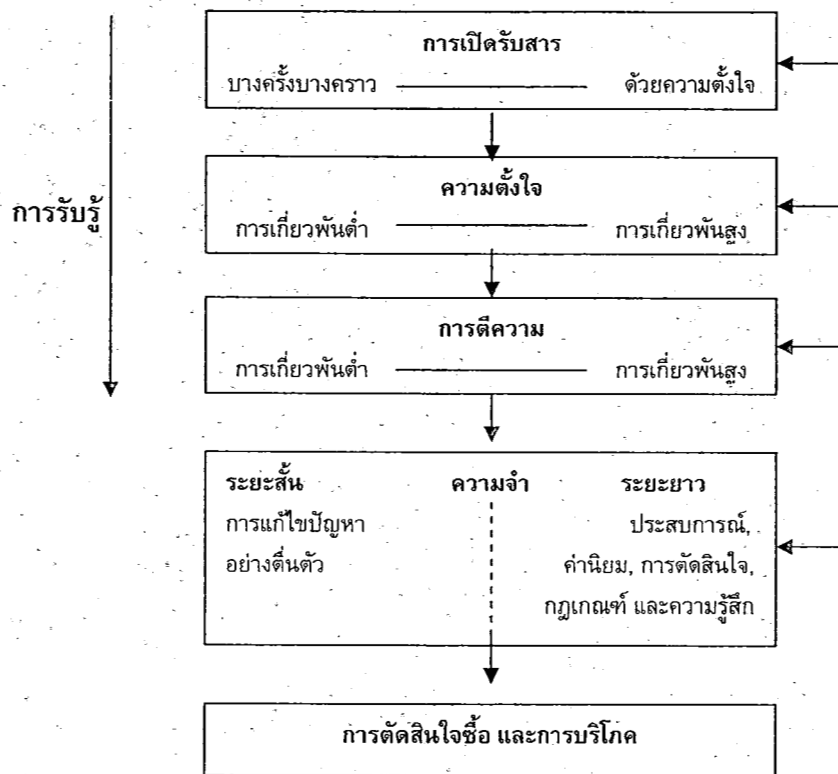 การเปิดรับสาร
บางครั้งบางคราว ด้วยความตั้งใจ
ความตั้งใจ
การเกี่ยวพันต่ำ การเกี่ยวพันสูง
การรับรู้
การตีความ
การเกี่ยวพันต่ำ การเกี่ยวพันสูง
ระยะสั้น ความจำ ระยะยาว
การแก้ไขปัญหา ประสบการณ์,
อย่างตื่นตัว ค่านิยม, การตัดสินใจ,
กฎเกณฑ์ และความรู้สึก
การตัดสินใจซื้อ และการบริโภค